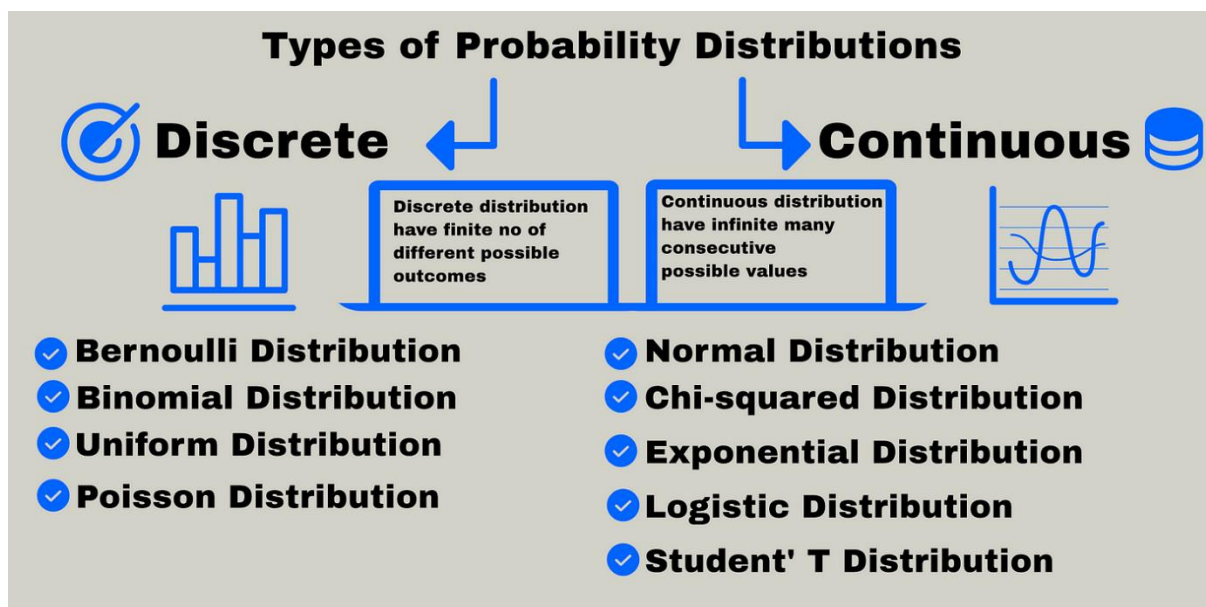 Types of Probability Distributions
Discrete
Continuous
Discrete distribution
have finite no of
different possible
outcomes
Continuous distribution
have infinite many
consecutive
possible values
Bernoulli Distribution
Binomial Distribution
Uniform Distribution
Poisson Distribution
Normal Distribution
Chi-squared Distribution
Exponential Distribution
Logistic Distribution
Student' T Distribution